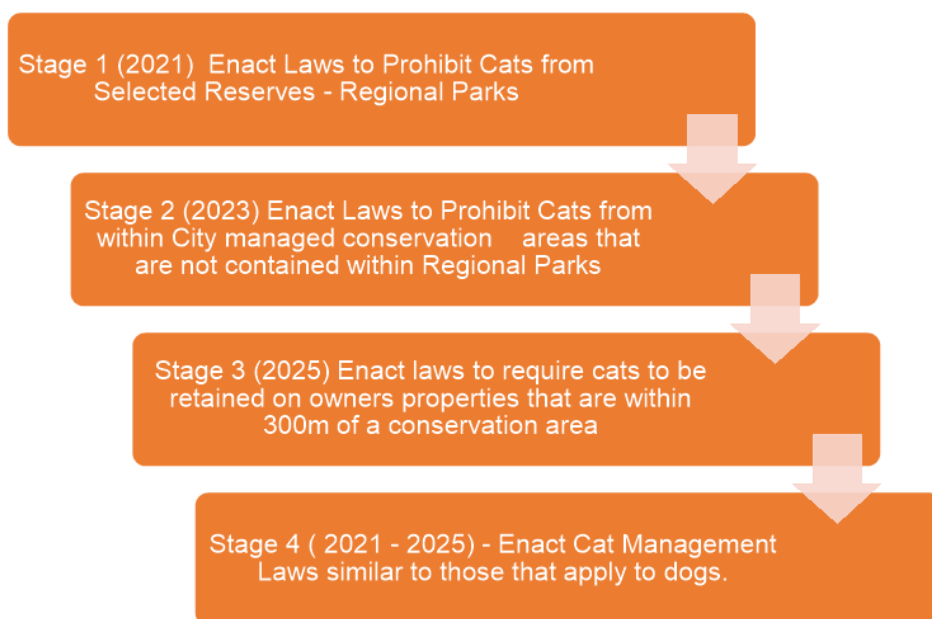 Stage 1 (2021) Enact Laws to Prohibit Cats from
Selected Reserves - Regional Parks
Stage 2 (2023) Enact Laws to Prohibit Cats from
within City managed conservation areas that
are not contained within Regional Parks
Stage 3 (2025) Enact laws to require cats to be
retained on owners properties that are within
300m of a conservation area
Stage 4 ( 2021 - 2025) - Enact Cat Management
Laws similar to those that apply to dogs.